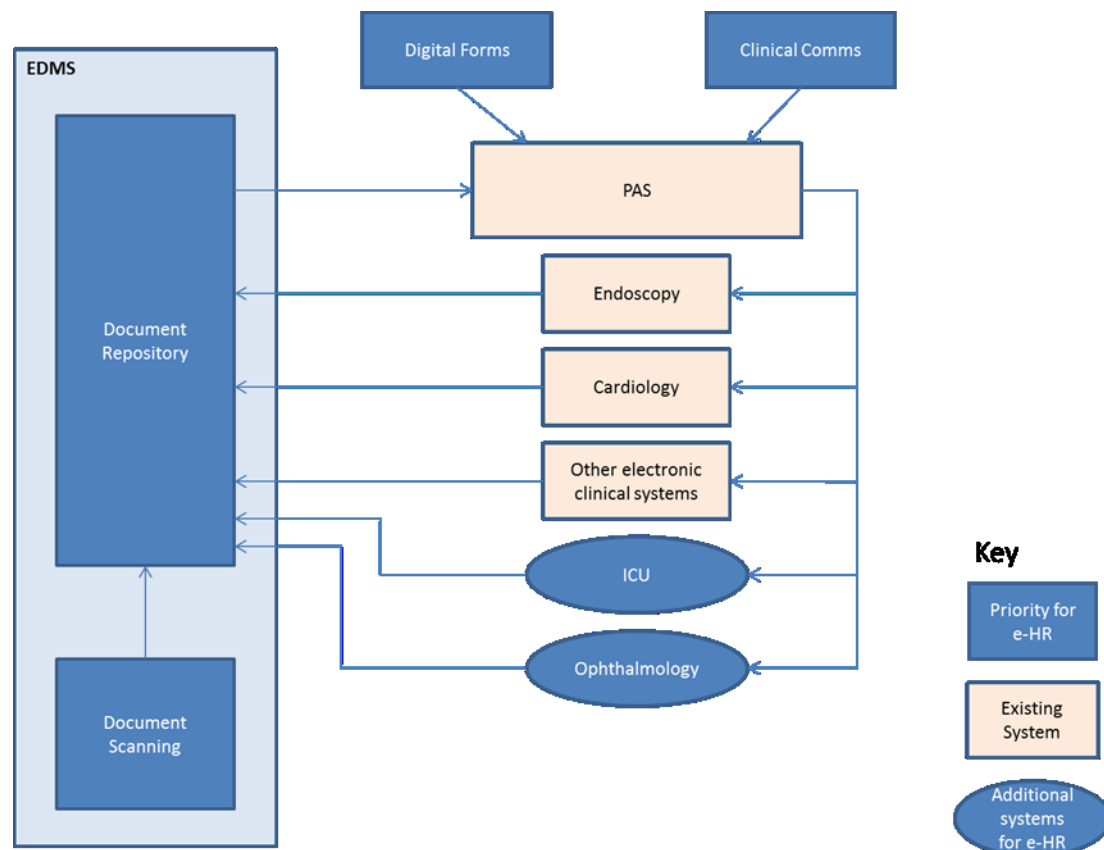 Digital Forms
Clinical Comms
EDMS
PAS
Document
Repository
Endoscopy
Cardiology
Other electronic
clinical systems
ICU
Ophthalmology
Document
Scanning
Key
Priority for
e-HR
Existing
System
Additional
systems
for e-HR